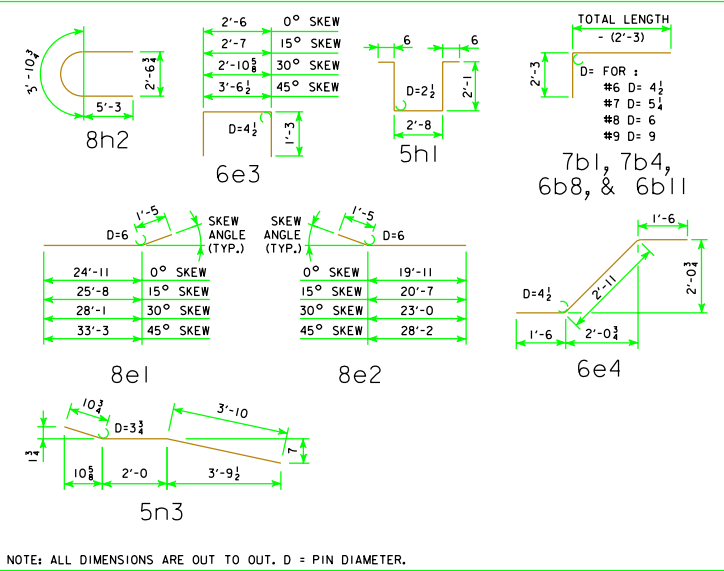 2'-6 0° SKEW
2'-7 15° SKEW
2'-10⅝ 30° SKEW
3'-6½ 45° SKEW
D=4½
1'-3
6e3
3'-10¾
2'-6¾
5'-3
8h2
6 6
D=2½
2'-1
2'-8
5h1
TOTAL LENGTH
- (2'-3)
2'-3
D= FOR :
#6 D= 4½
#7 D= 5¼
#8 D= 6
#9 D= 9
7b1, 7b4,
6b8, & 6b11
1'-5
D=6
SKEW
ANGLE
(TYP.)
24'-11 0° SKEW
25'-8 15° SKEW
28'-1 30° SKEW
33'-3 45° SKEW
8e1
SKEW
ANGLE
(TYP.)
1'-5
D=6
0° SKEW 19'-11
15° SKEW 20'-7
30° SKEW 23'-0
45° SKEW 28'-2
8e2
1'-6
D=4½
2'-11
2'-0¾
1'-6 2'-0¾
6e4
10¾
D=3¾
3'-10
1¾
7
10⅝ 2'-0 3'-9½
5n3
NOTE: ALL DIMENSIONS ARE OUT TO OUT. D = PIN DIAMETER.